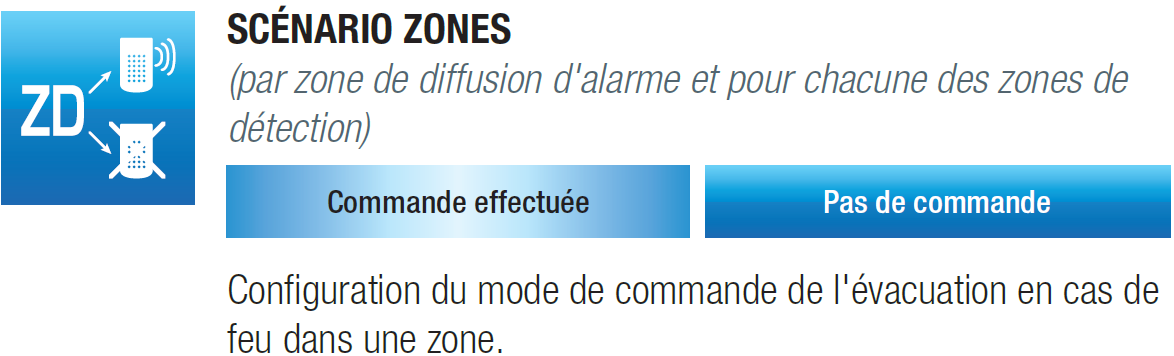 SCÉNARIO ZONES
(par zone de diffusion d'alarme et pour chacune des zones de
détection)
ZD
Commande effectuée
Pas de commande
Configuration du mode de commande de l'évacuation en cas de
feu dans une zone.